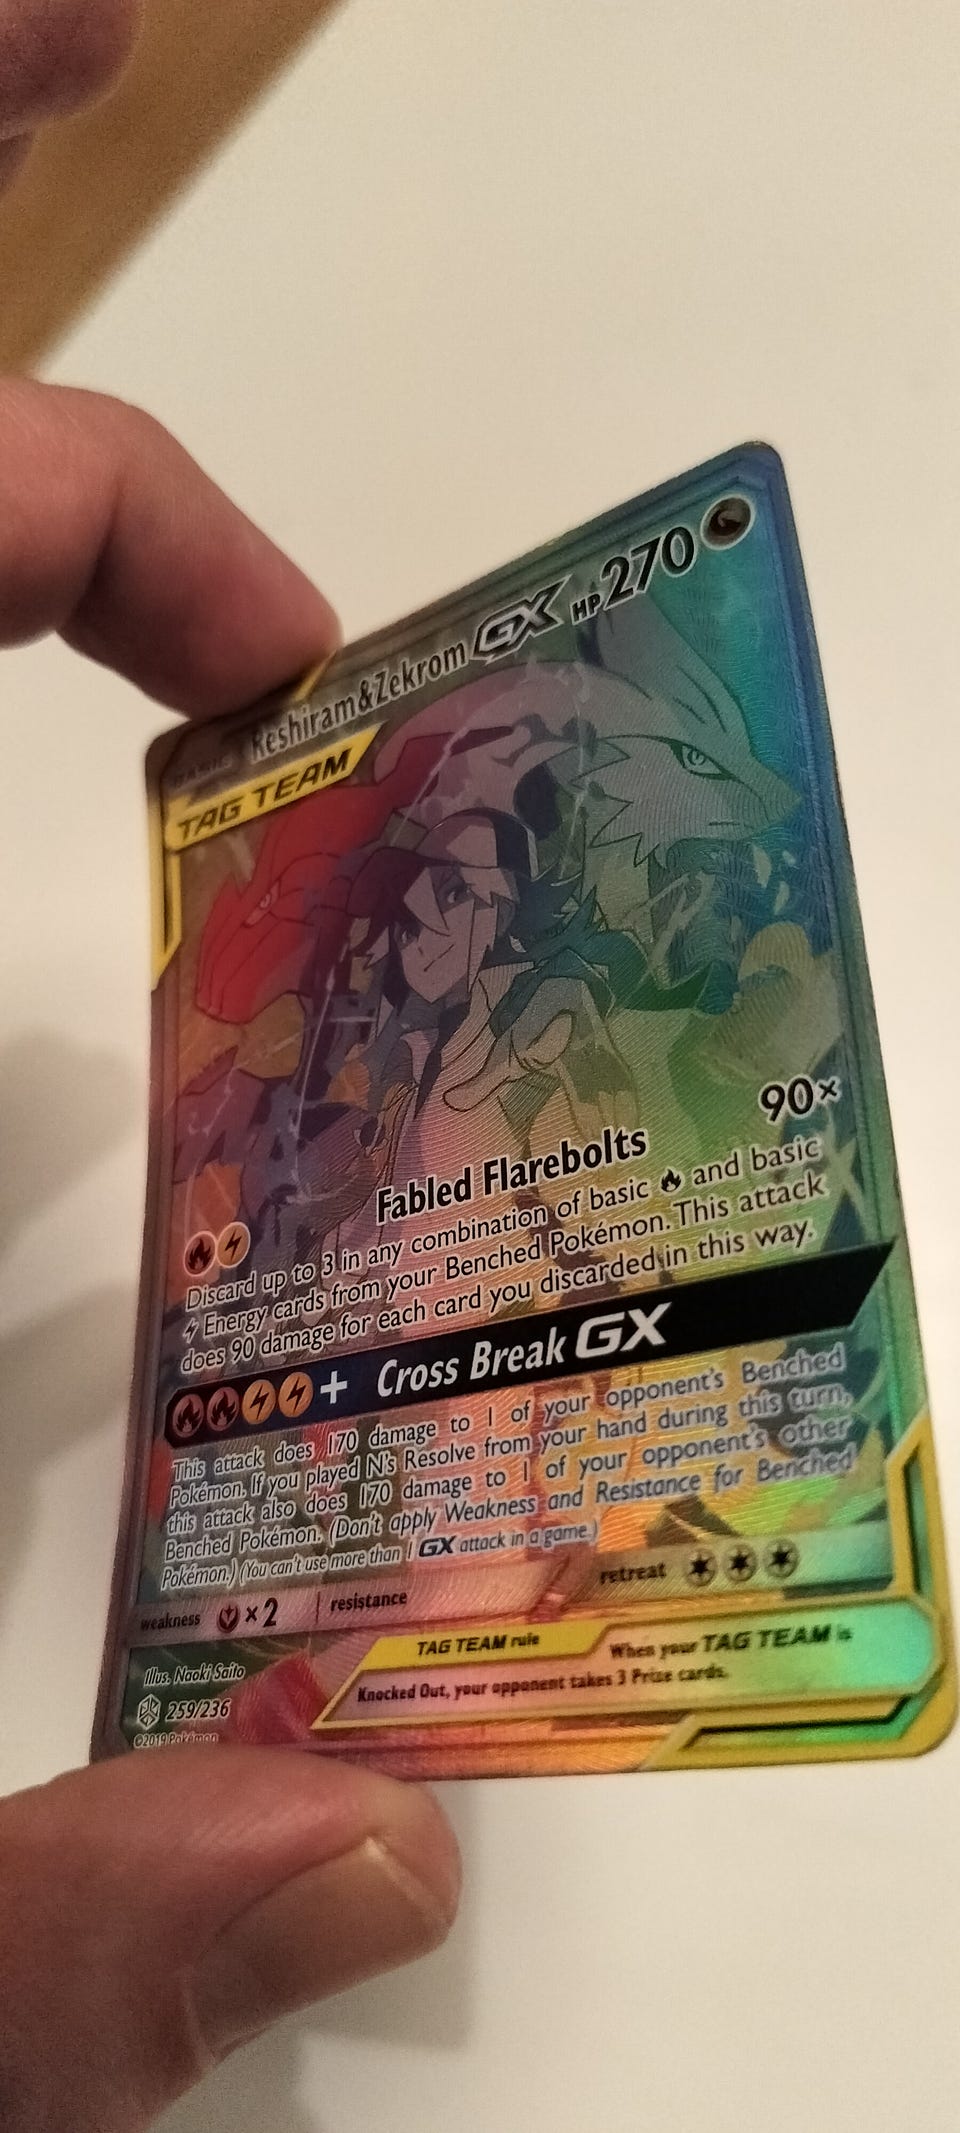 BASIC Reshiram&Zekrom GX HP 270
TAG TEAM
Fabled Flarebolts 90×
Discard up to 3 in any combination of basic and basic
Energy cards from your Benched Pokémon. This attack
does 90 damage for each card you discarded in this way.
+ Cross Break GX
This attack does 170 damage to 1 of your opponent's Benched
Pokémon. If you played N's Resolve from your hand during this turn,
this attack also does 170 damage to 1 of your opponent's other
Benched Pokémon. (Don't apply Weakness and Resistance for Benched
Pokémon.) (You can't use more than 1 GX attack in a game.)
weakness ×2 resistance retreat
TAG TEAM rule When your TAG TEAM is
Knocked Out, your opponent takes 3 Prize cards.
Illus. Naoki Saito
259/236
©2019 Pokémon